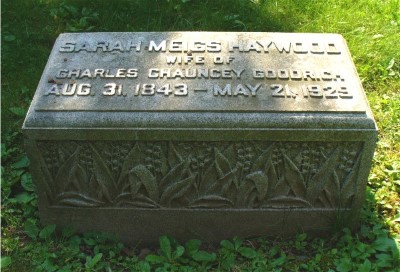 SARAH MEIGS HAYWOOD
WIFE OF
CHARLES CHAUNCEY GOODRICH
AUG. 31, 1843 — MAY 21, 1929